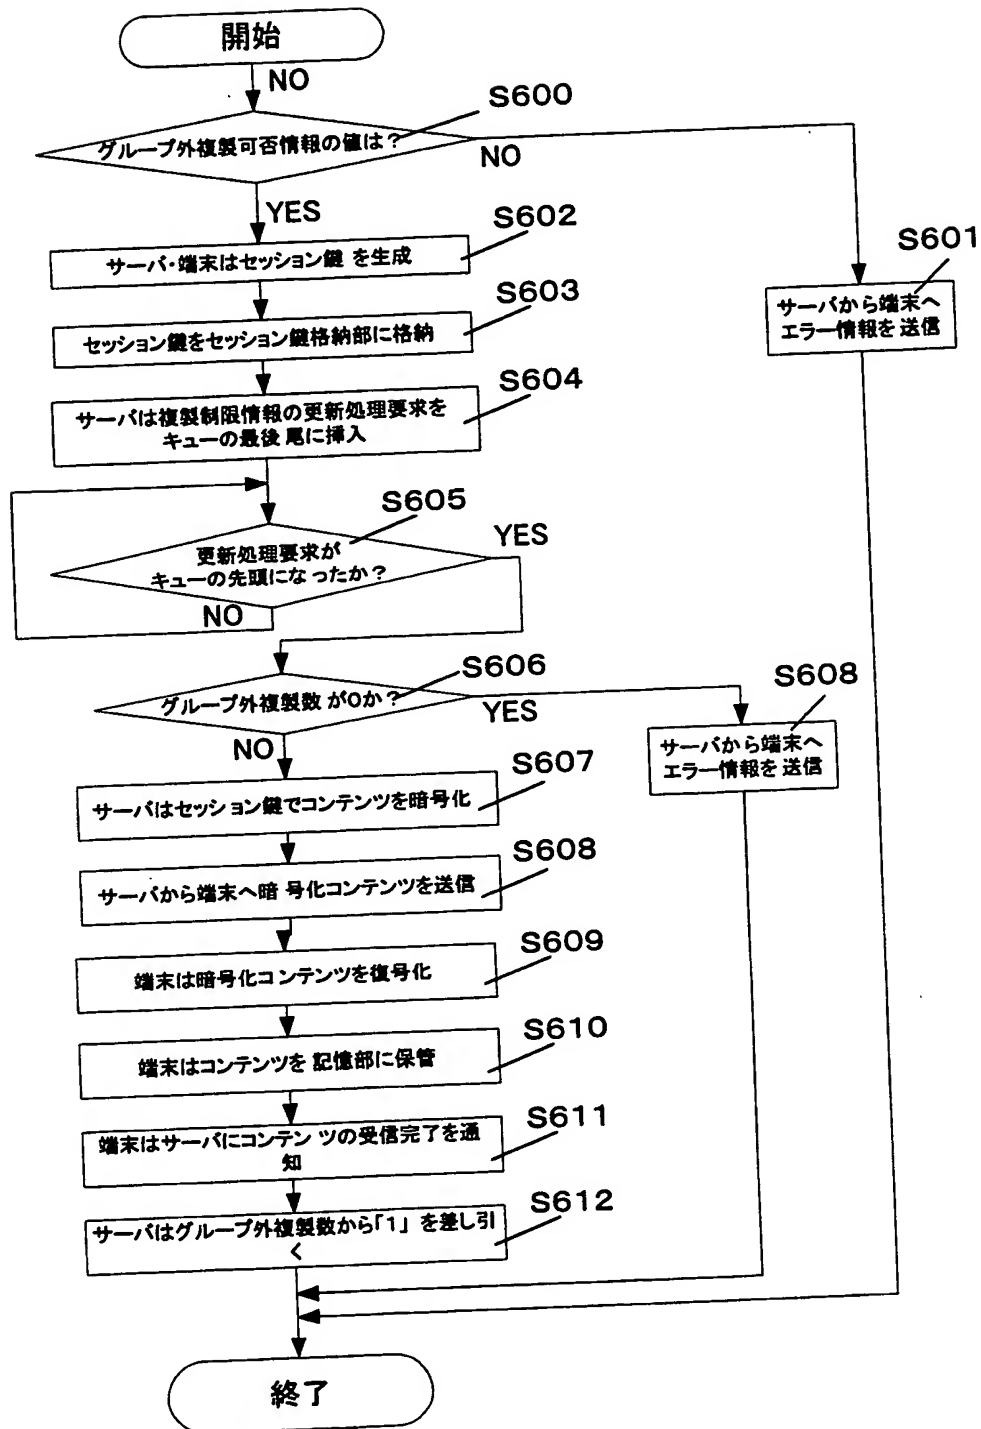 開始
NO
S600
グループ外複製可否情報の値は?
NO
YES
S602
サーバ・端末はセッション鍵 を生成
S601
サーバから端末へ
エラー情報を 送信
S603
セッション鍵をセッション鍵格納部に格納
S604
サーバは複製制限情報の更新処理要求を
キューの最後 尾に挿入
S605
YES
更新処理要求が
キューの先頭にな ったか?
NO
S606
グループ外複製数 が0か?
YES
NO
S608
サーバから端末へ
エラー情報を 送信
S607
サーバはセッション鍵でコンテンツを暗号化
S608
サーバから端末へ暗 号化コンテンツを送信
S609
端末は暗号化コ ンテンツを復号化
S610
端末はコンテンツを 記憶部に保管
S611
端末はサーバにコンテン ツの受信完了を通
知
S612
サーバはグループ外複製数から「1」 を差し引
く
終了